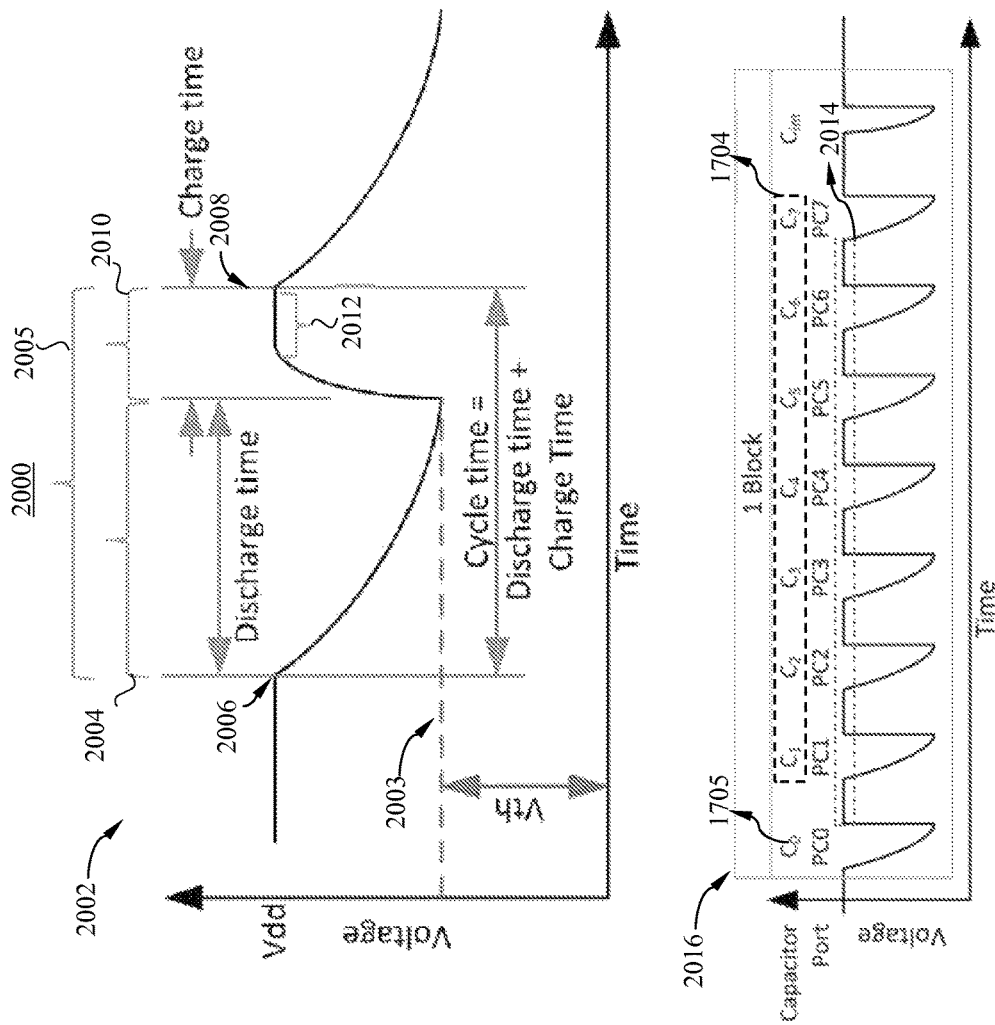 2000
2005
2004
2010
2002
Charge time
Discharge time
2006
2008
Vdd
2012
2003
Vth
Cycle time =
Discharge time +
Charge Time
Voltage
Time
2016
1705
1 Block
1704
Capacitor
C₀ C₁ C₂ C₃ C₄ C₅ C₆ C₇ Cₘ
Port
PC0 PC1 PC2 PC3 PC4 PC5 PC6 PC7
2014
Voltage
Time